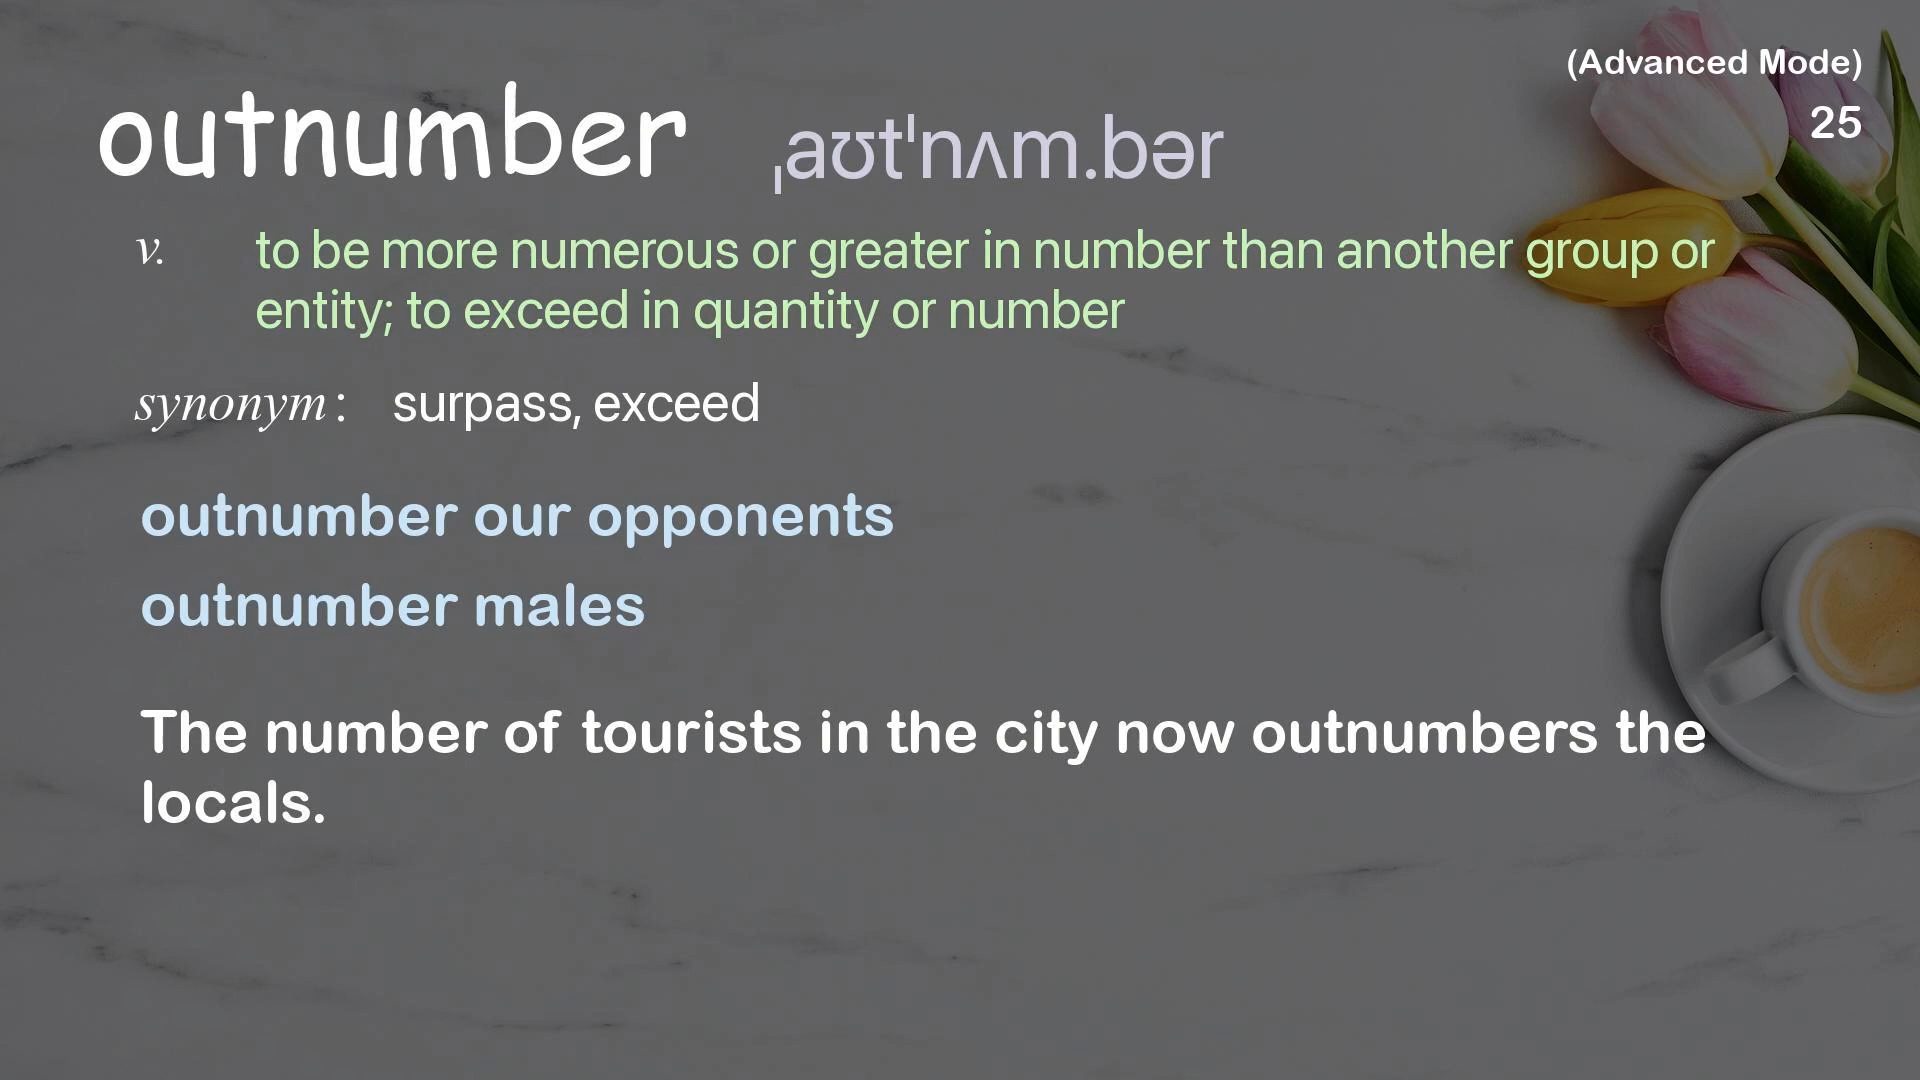 (Advanced Mode)
25
outnumber ˌaʊtˈnʌm.bər
v. to be more numerous or greater in number than another group or
entity; to exceed in quantity or number
synonym: surpass, exceed
outnumber our opponents
outnumber males
The number of tourists in the city now outnumbers the
locals.